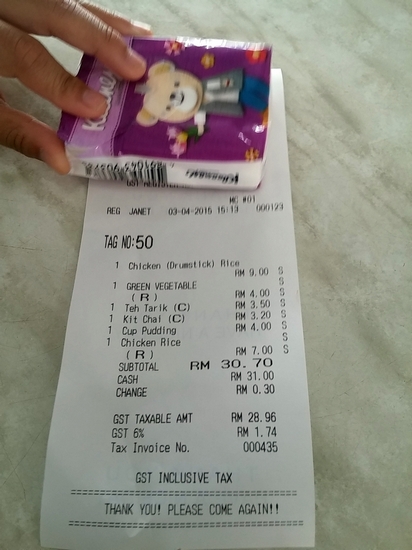 Kleenex
Kleenex
GST
MC #01
REG JANET 03-04-2015 15:13 000123
TAG NO:50
1 Chicken (Drumstick) Rice
RM 9.00 S
1 GREEN VEGETABLE S
(R) RM 4.00 S
1 Teh Tarik (C) RM 3.50 S
1 Kit Chai (C) RM 3.20 S
1 Cup Pudding RM 4.00 S
1 Chicken Rice S
(R) RM 7.00 S
SUBTOTAL RM 30.70
CASH RM 31.00
CHANGE RM 0.30
GST TAXABLE AMT RM 28.96
GST 6% RM 1.74
Tax Invoice No. 000435
GST INCLUSIVE TAX
THANK YOU! PLEASE COME AGAIN!!